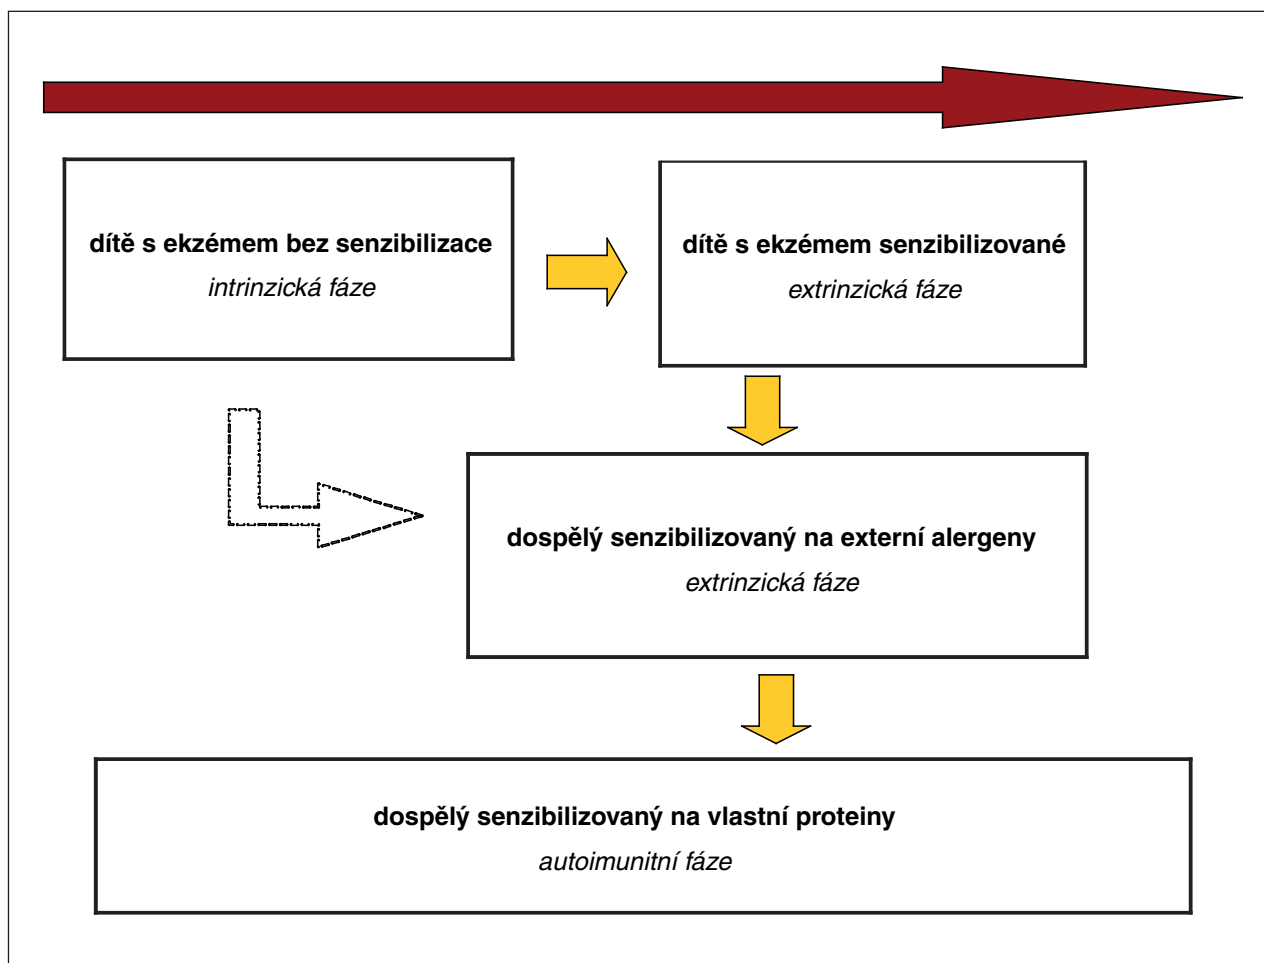 dítě s ekzémem bez senzibilizace
intrinzická fáze
dítě s ekzémem senzibilizované
extrinzická fáze
dospělý senzibilizovaný na externí alergeny
extrinzická fáze
dospělý senzibilizovaný na vlastní proteiny
autoimunitní fáze